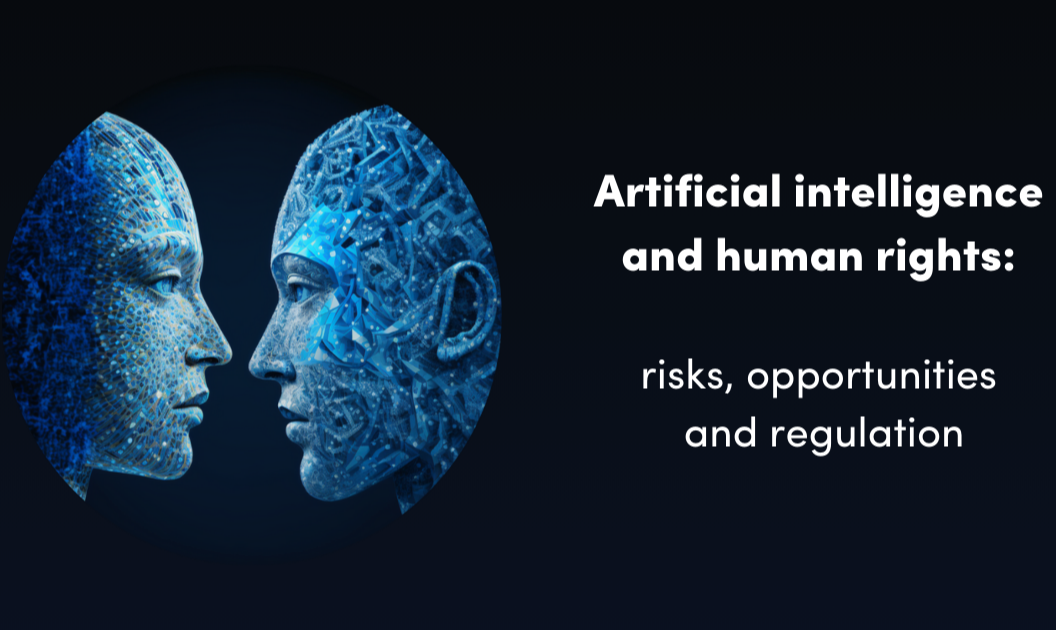 Artificial intelligence
and human rights:
risks, opportunities
and regulation